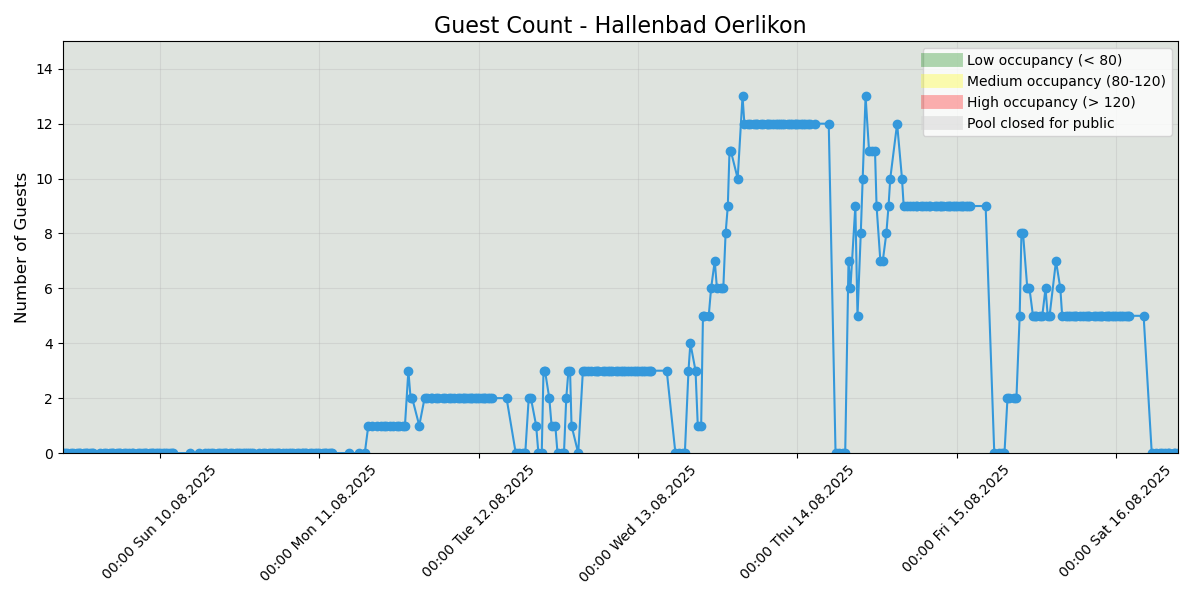 Guest Count - Hallenbad Oerlikon
Low occupancy (< 80)
Medium occupancy (80-120)
High occupancy (> 120)
Pool closed for public
Number of Guests
14
12
10
8
6
4
2
0
00:00 Sun 10.08.2025
00:00 Mon 11.08.2025
00:00 Tue 12.08.2025
00:00 Wed 13.08.2025
00:00 Thu 14.08.2025
00:00 Fri 15.08.2025
00:00 Sat 16.08.2025